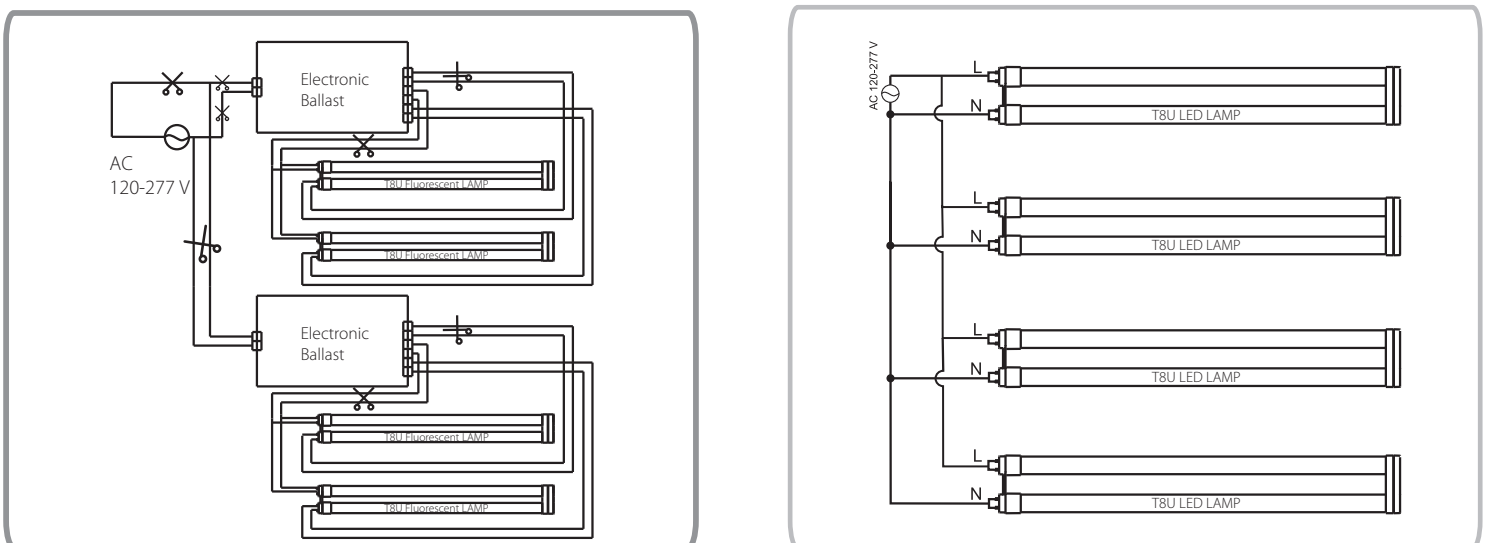 Electronic
Ballast
AC
120-277 V
T8U Fluorescent LAMP
T8U Fluorescent LAMP
Electronic
Ballast
T8U Fluorescent LAMP
T8U Fluorescent LAMP
AC 120-277 V
L
N
T8U LED LAMP
L
N
T8U LED LAMP
L
N
T8U LED LAMP
L
N
T8U LED LAMP